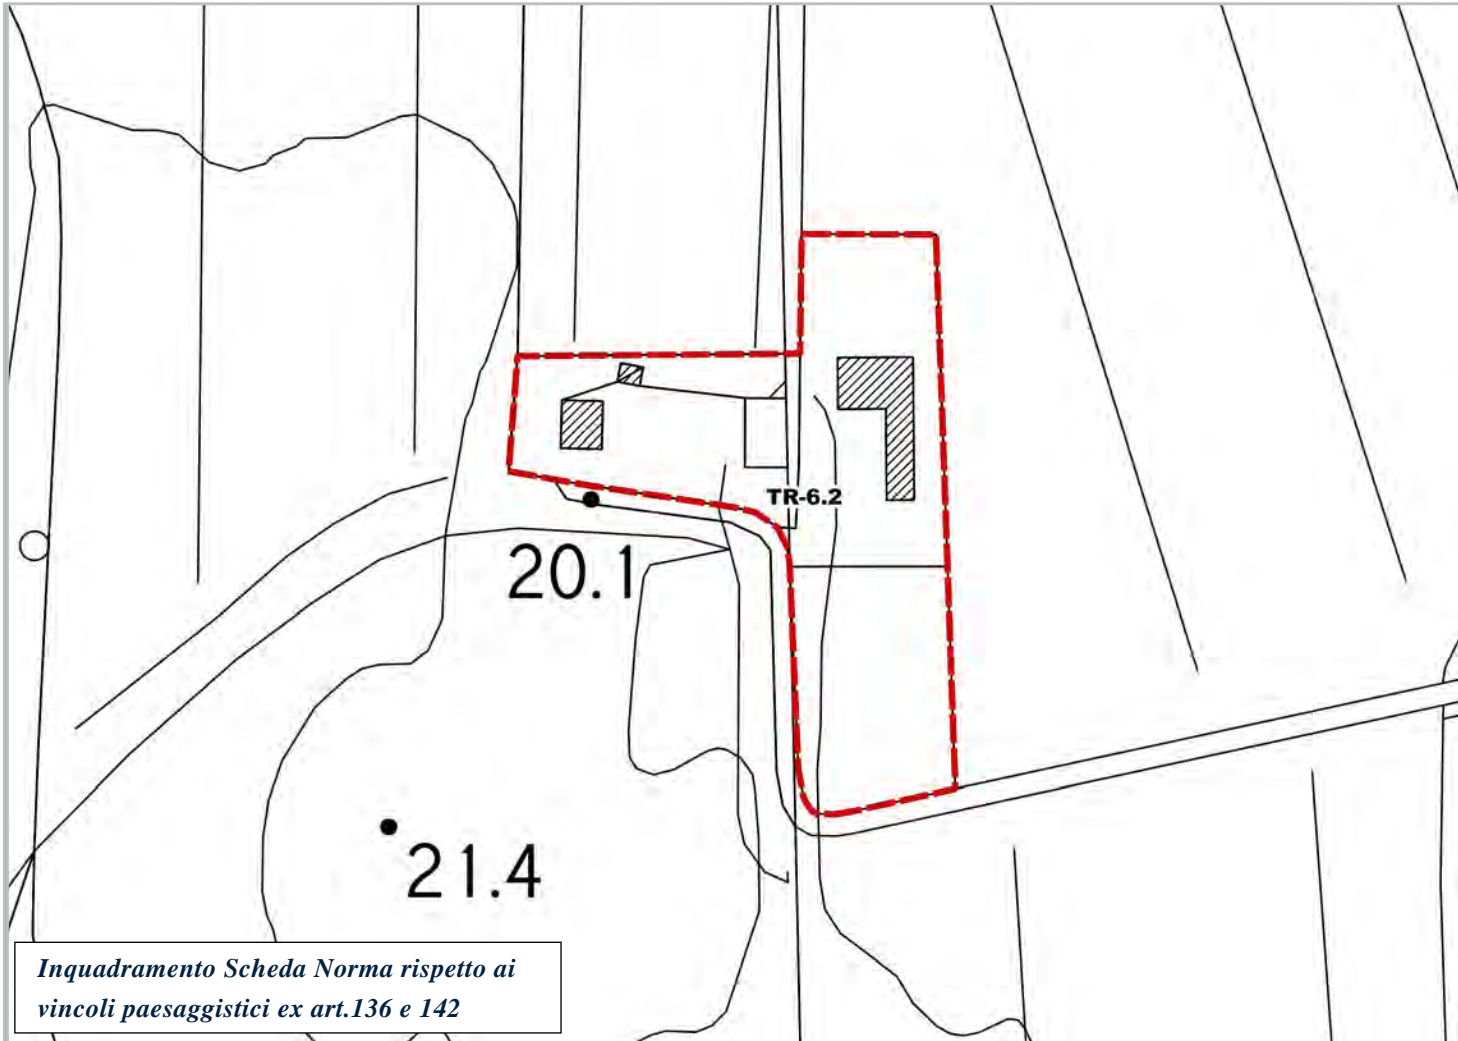 TR-6.2
20.1
21.4
Inquadramento Scheda Norma rispetto ai
vincoli paesaggistici ex art.136 e 142